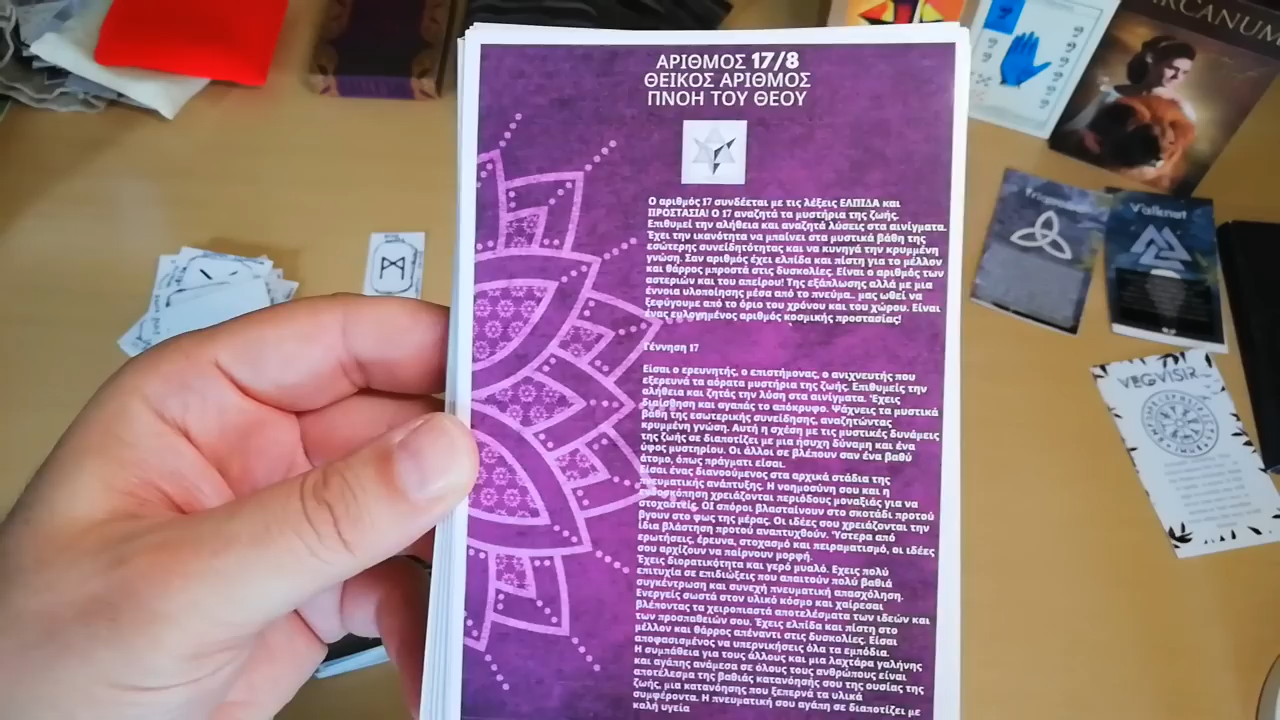 ΑΡΙΘΜΟΣ 17/8
ΘΕΙΚΟΣ ΑΡΙΘΜΟΣ
ΠΝΟΗ ΤΟΥ ΘΕΟΥ
Ο αριθμός 17 συνδέεται με τις λέξεις ΕΛΠΙΔΑ και
ΠΡΟΣΤΑΣΙΑ! Ο 17 αναζητά τα μυστήρια της ζωής.
Επιθυμεί την αλήθεια και αναζητά λύσεις στα αινίγματα.
Έχει την ικανότητα να μπαίνει στα μυστικά βάθη της
εσώτερης συνειδητότητας και να κυνηγά την κρυμμένη
γνώση. Σαν αριθμός έχει ελπίδα και πίστη για το μέλλον
και θάρρος μπροστά στις δυσκολίες. Είναι ο αριθμός των
αστεριών και του απείρου! Της εξάπλωσης αλλά με μια
έννοια υλοποίησης μέσα από το πνεύμα.. μας ωθεί να
ξεφύγουμε από το όριο του χρόνου και του χώρου. Είναι
ένας ευλογημένος αριθμός κοσμικής προστασίας!
Γέννηση 17
Είσαι ο ερευνητής, ο επιστήμονας, ο ανιχνευτής που
εξερευνά τα αόρατα μυστήρια της ζωής. Επιθυμείς την
αλήθεια και ζητάς την λύση στα αινίγματα. Έχεις
διαίσθηση και αγαπάς το απόκρυφο. Ψάχνεις τα μυστικά
βάθη της εσωτερικής συνείδησης, αναζητώντας
κρυμμένη γνώση. Αυτή η σχέση με τις μυστικές δυνάμεις
της ζωής σε διαποτίζει με μια ήσυχη δύναμη και ένα
ύφος μυστηρίου. Οι άλλοι σε βλέπουν σαν ένα βαθύ
άτομο, όπως πράγματι είσαι.
Είσαι ένας διανοούμενος στα αρχικά στάδια της
πνευματικής ανάπτυξης. Η νοημοσύνη σου και η
ενδοσκόπηση χρειάζονται περιόδους μοναξιάς για να
στοχαστείς. ΟΙ σπόροι βλασταίνουν στο σκοτάδι προτού
βγουν στο φως της μέρας. Οι ιδέες σου χρειάζονται την
ίδια βλάστηση προτού αναπτυχθούν. Ύστερα από
ερωτήσεις, έρευνα, στοχασμό και πειραματισμό, οι ιδέες
σου αρχίζουν να παίρνουν μορφή.
Έχεις διορατικότητα και γερό μυαλό. Εχεις πολύ
επιτυχία σε επιδιώξεις που απαιτούν πολύ βαθιά
συγκέντρωση και συνεχή πνευματική απασχόληση.
Ενεργείς σωστά στον υλικό κόσμο και χαίρεσαι
βλέποντας τα χειροπιαστά αποτελέσματα των ιδεών και
των προσπαθειών σου. Έχεις ελπίδα και πίστη στο
μέλλον και θάρρος απέναντι στις δυσκολίες. Είσαι
αποφασισμένος να υπερνικήσεις όλα τα εμπόδια.
Η συμπάθεια για τους άλλους και μια λαχτάρα γαλήνης
και αγάπης ανάμεσα σε όλους τους ανθρώπους είναι
αποτέλεσμα της βαθιάς κατανόησής σου της ουσίας της
ζωής, μια κατανόησης που ξεπερνά τα υλικά
συμφέροντα. Η πνευματική σου αγάπη σε διαποτίζει με
καλή υγεία
ARCANUM
Valknut
VEGVISIR